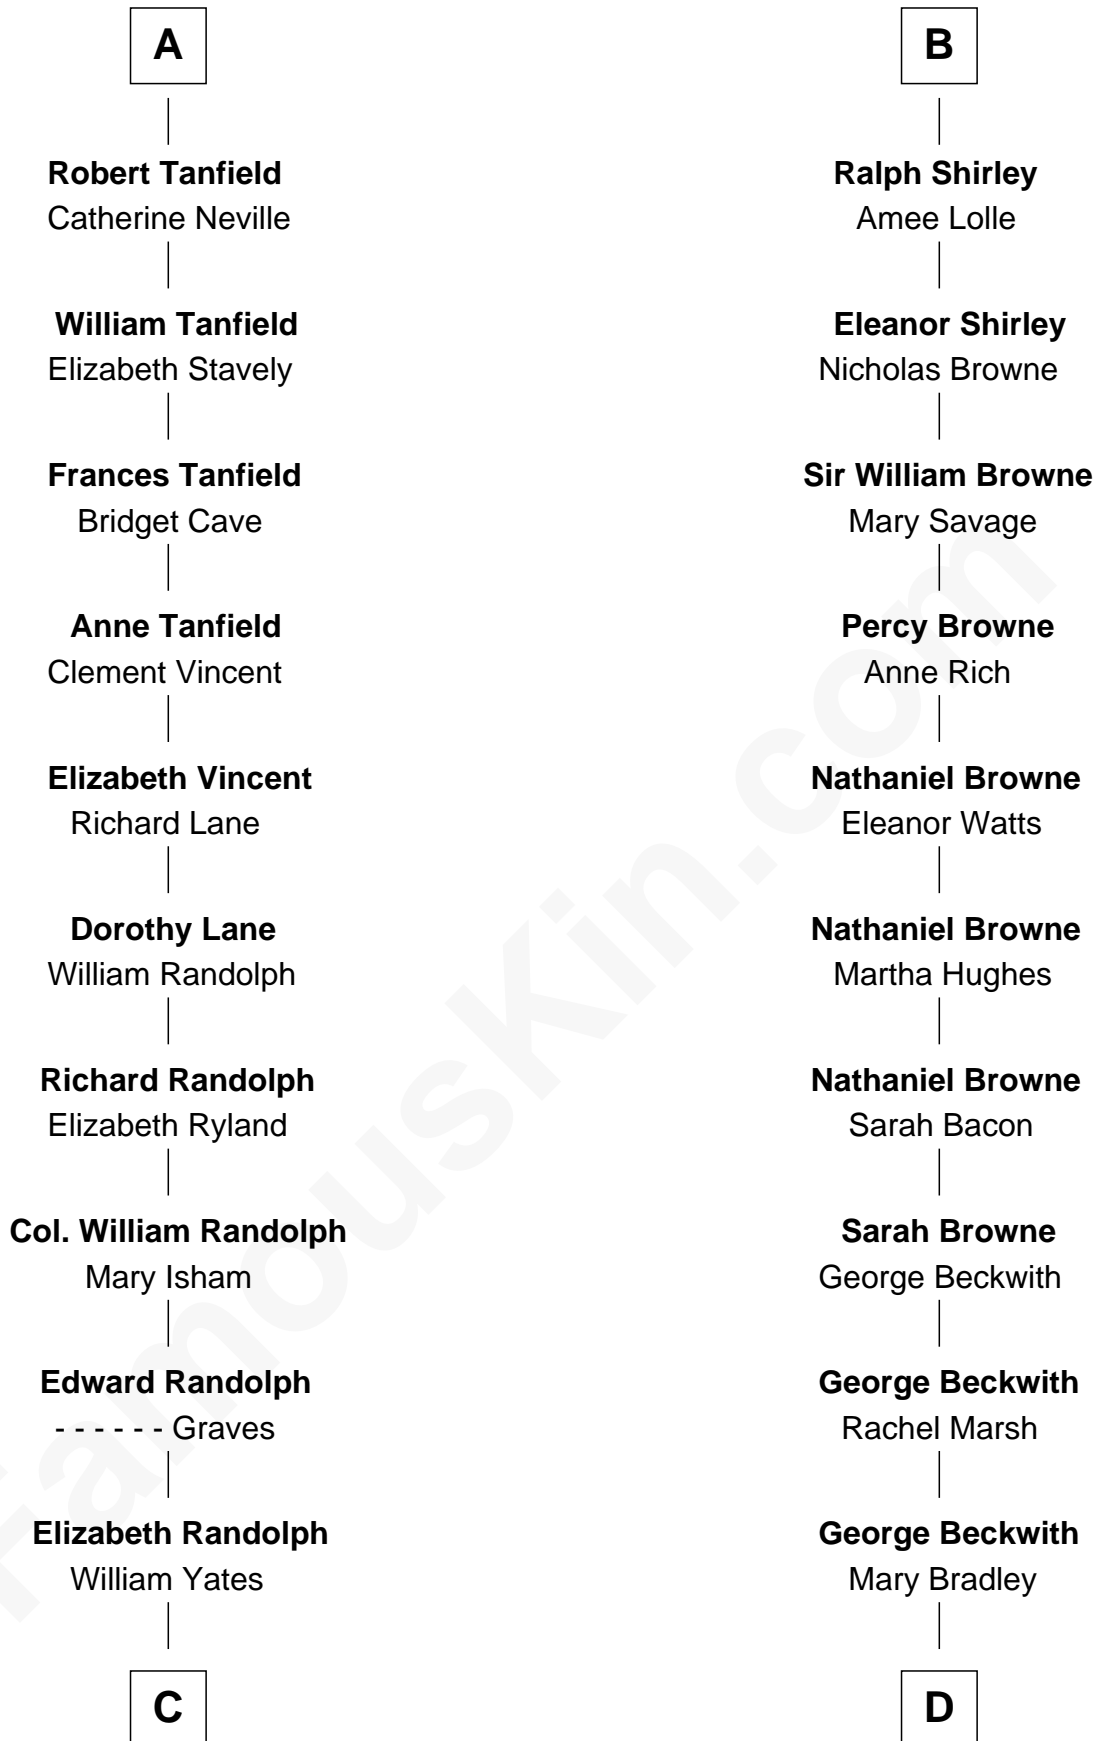 A
Robert Tanfield
Catherine Neville
William Tanfield
Elizabeth Stavely
Frances Tanfield
Bridget Cave
Anne Tanfield
Clement Vincent
Elizabeth Vincent
Richard Lane
Dorothy Lane
William Randolph
Richard Randolph
Elizabeth Ryland
Col. William Randolph
Mary Isham
Edward Randolph
- - - - - - Graves
Elizabeth Randolph
William Yates
C
B
Ralph Shirley
Amee Lolle
Eleanor Shirley
Nicholas Browne
Sir William Browne
Mary Savage
Percy Browne
Anne Rich
Nathaniel Browne
Eleanor Watts
Nathaniel Browne
Martha Hughes
Nathaniel Browne
Sarah Bacon
Sarah Browne
George Beckwith
George Beckwith
Rachel Marsh
George Beckwith
Mary Bradley
D
FamousKin.com